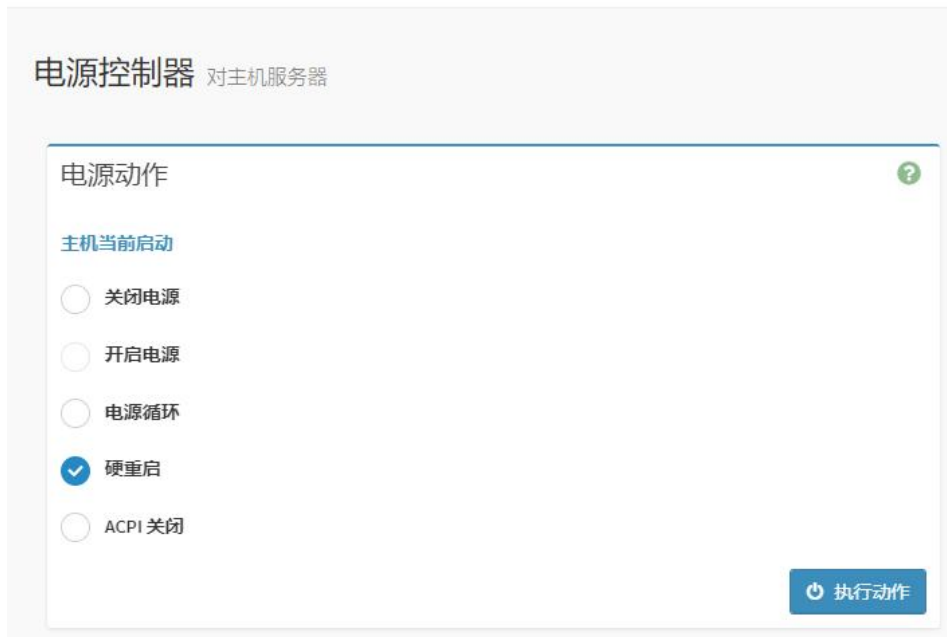 电源控制器 对主机服务器
电源动作
主机当前启动
关闭电源
开启电源
电源循环
硬重启
ACPI 关闭
执行动作